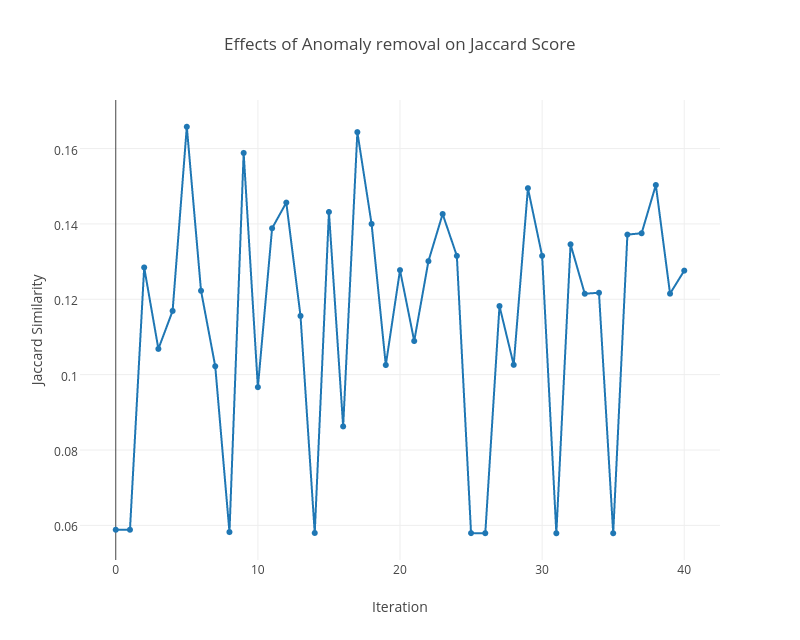 Effects of Anomaly removal on Jaccard Score
0.16
0.14
0.12
0.1
0.08
0.06
Jaccard Similarity
0 10 20 30 40
Iteration